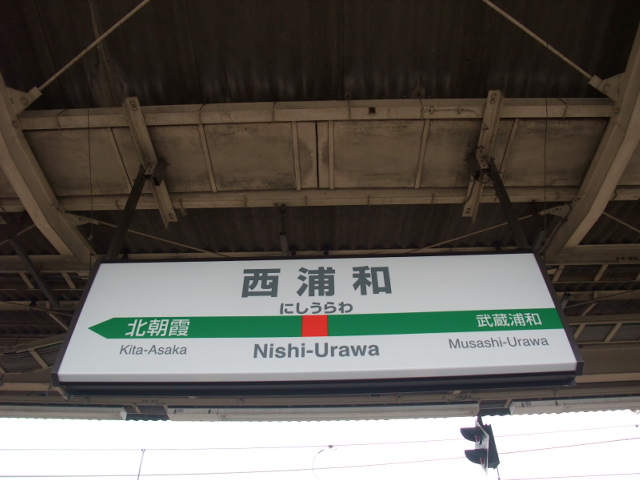 西浦和
にしうらわ
北朝霞
武蔵浦和
Kita-Asaka
Nishi-Urawa
Musashi-Urawa